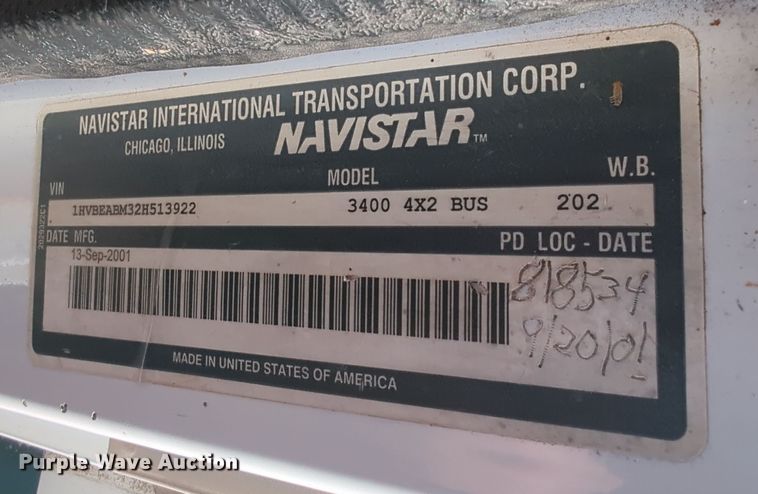 NAVISTAR INTERNATIONAL TRANSPORTATION CORP.
CHICAGO, ILLINOIS NAVISTAR™
VIN MODEL W.B.
1HVBEABM32H513922 3400 4X2 BUS 202
DATE MFG. PD LOC - DATE
13-Sep-2001
818534
9/20/01
MADE IN UNITED STATES OF AMERICA
Purple Wave Auction